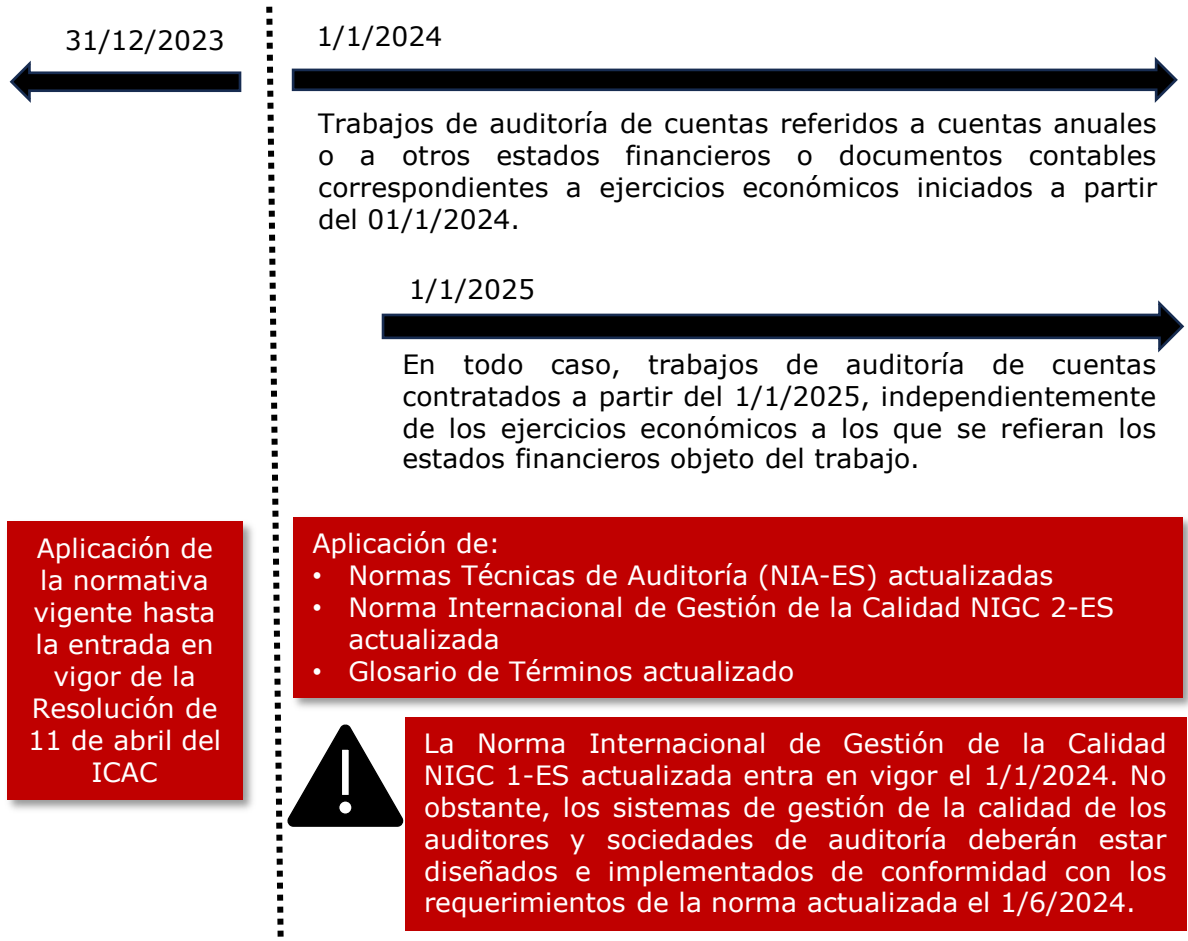 31/12/2023
1/1/2024
Trabajos de auditoría de cuentas referidos a cuentas anuales
o a otros estados financieros o documentos contables
correspondientes a ejercicios económicos iniciados a partir
del 01/1/2024.
1/1/2025
En todo caso, trabajos de auditoría de cuentas
contratados a partir del 1/1/2025, independientemente
de los ejercicios económicos a los que se refieran los
estados financieros objeto del trabajo.
Aplicación de
la normativa
vigente hasta
la entrada en
vigor de la
Resolución de
11 de abril del
ICAC
Aplicación de:
• Normas Técnicas de Auditoría (NIA-ES) actualizadas
• Norma Internacional de Gestión de la Calidad NIGC 2-ES
actualizada
• Glosario de Términos actualizado
La Norma Internacional de Gestión de la Calidad
NIGC 1-ES actualizada entra en vigor el 1/1/2024. No
obstante, los sistemas de gestión de la calidad de los
auditores y sociedades de auditoría deberán estar
diseñados e implementados de conformidad con los
requerimientos de la norma actualizada el 1/6/2024.